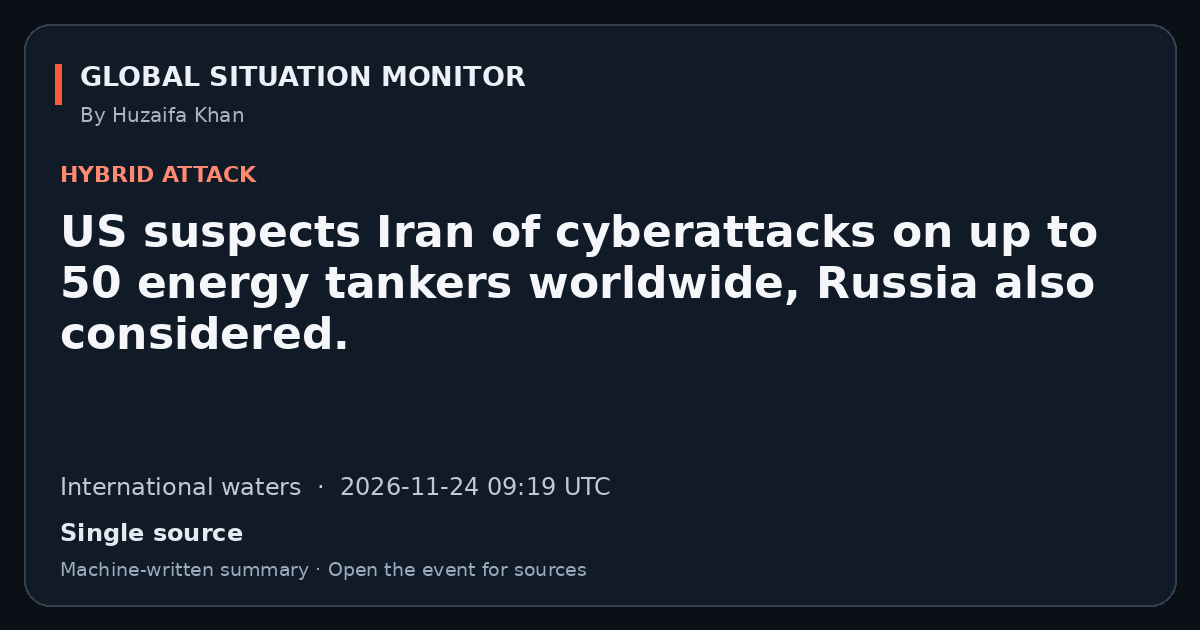 GLOBAL SITUATION MONITOR
By Huzaifa Khan
HYBRID ATTACK
US suspects Iran of cyberattacks on up to
50 energy tankers worldwide, Russia also
considered.
International waters · 2026-11-24 09:19 UTC
Single source
Machine-written summary · Open the event for sources